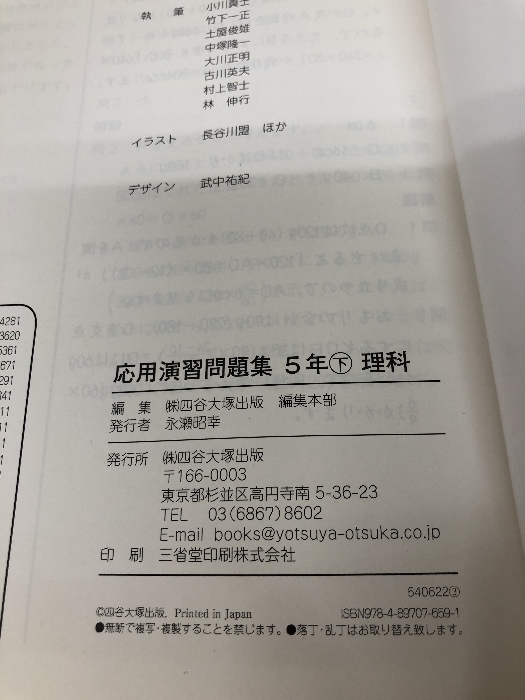 執　筆　小川眞士
竹下一正
土屋俊雄
中塚隆一
大川正明
古川英夫
村上智士
林　伸行
イラスト　長谷川盟　ほか
デザイン　武中祐紀
4281
3620
5361
応用演習問題集　5年㊦　理科
編　集　㈱四谷大塚出版　編集本部
発行者　永瀬昭幸
発行所　㈱四谷大塚出版
〒166-0003
東京都杉並区高円寺南 5-36-23
TEL　03(6867)8602
E-mail　books@yotsuya-otsuka.co.jp
印　刷　三省堂印刷株式会社
540622②
©四谷大塚出版. Printed in Japan　ISBN978-4-89707-659-1
●無断で複写・複製することを禁じます。●落丁・乱丁はお取り替え致します。